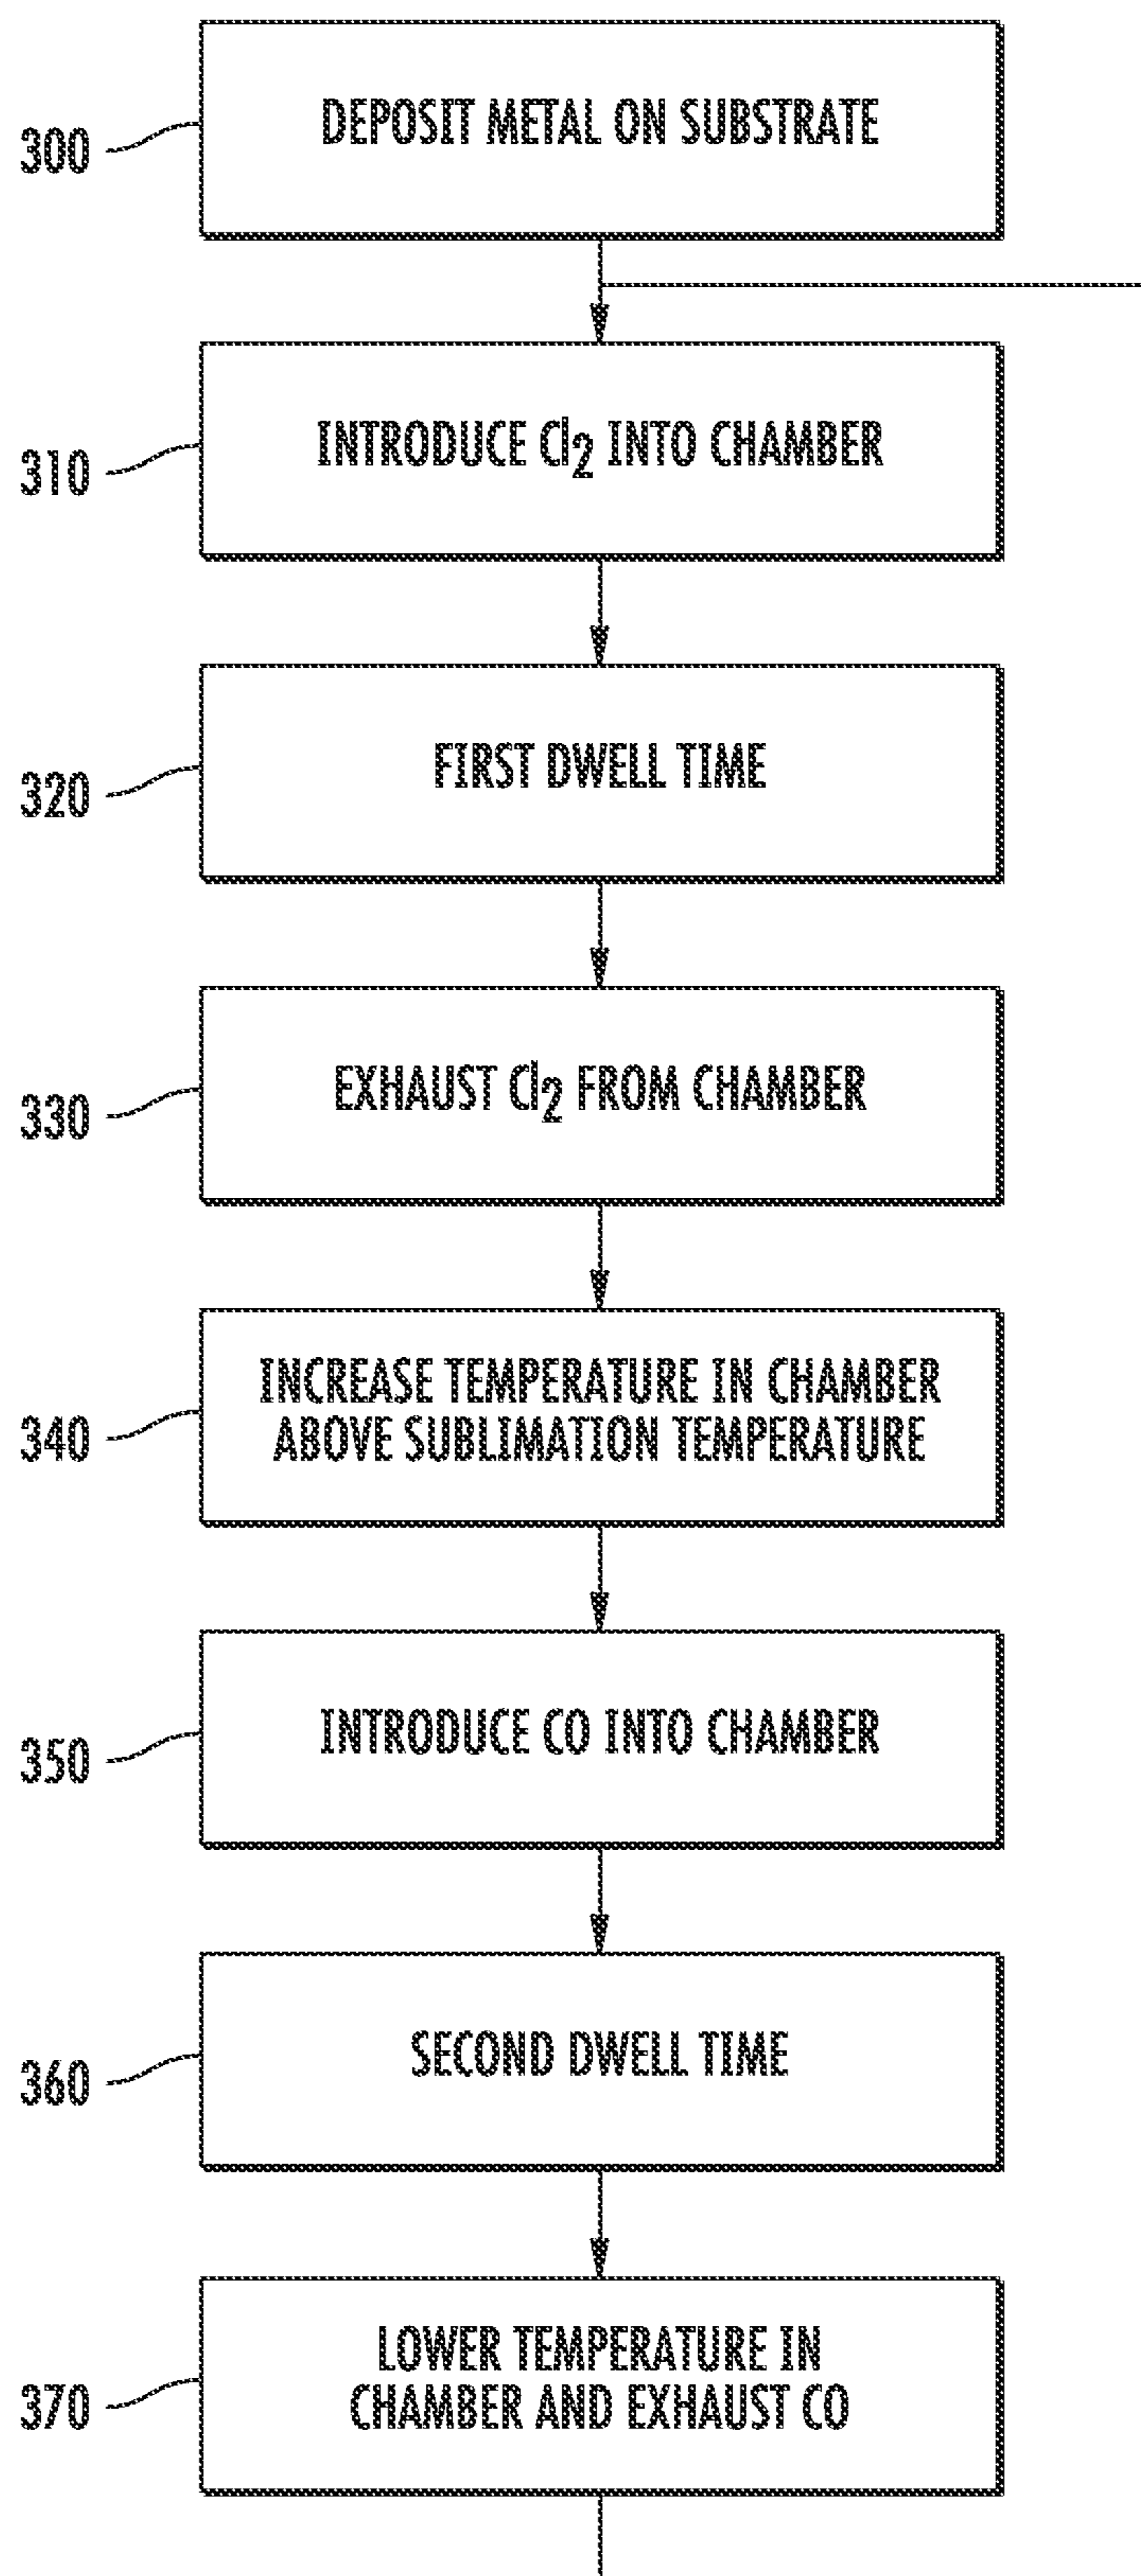 300
DEPOSIT METAL ON SUBSTRATE
310
INTRODUCE Cl2 INTO CHAMBER
320
FIRST DWELL TIME
330
EXHAUST Cl2 FROM CHAMBER
340
INCREASE TEMPERATURE IN CHAMBER
ABOVE SUBLIMATION TEMPERATURE
350
INTRODUCE CO INTO CHAMBER
360
SECOND DWELL TIME
370
LOWER TEMPERATURE IN
CHAMBER AND EXHAUST CO